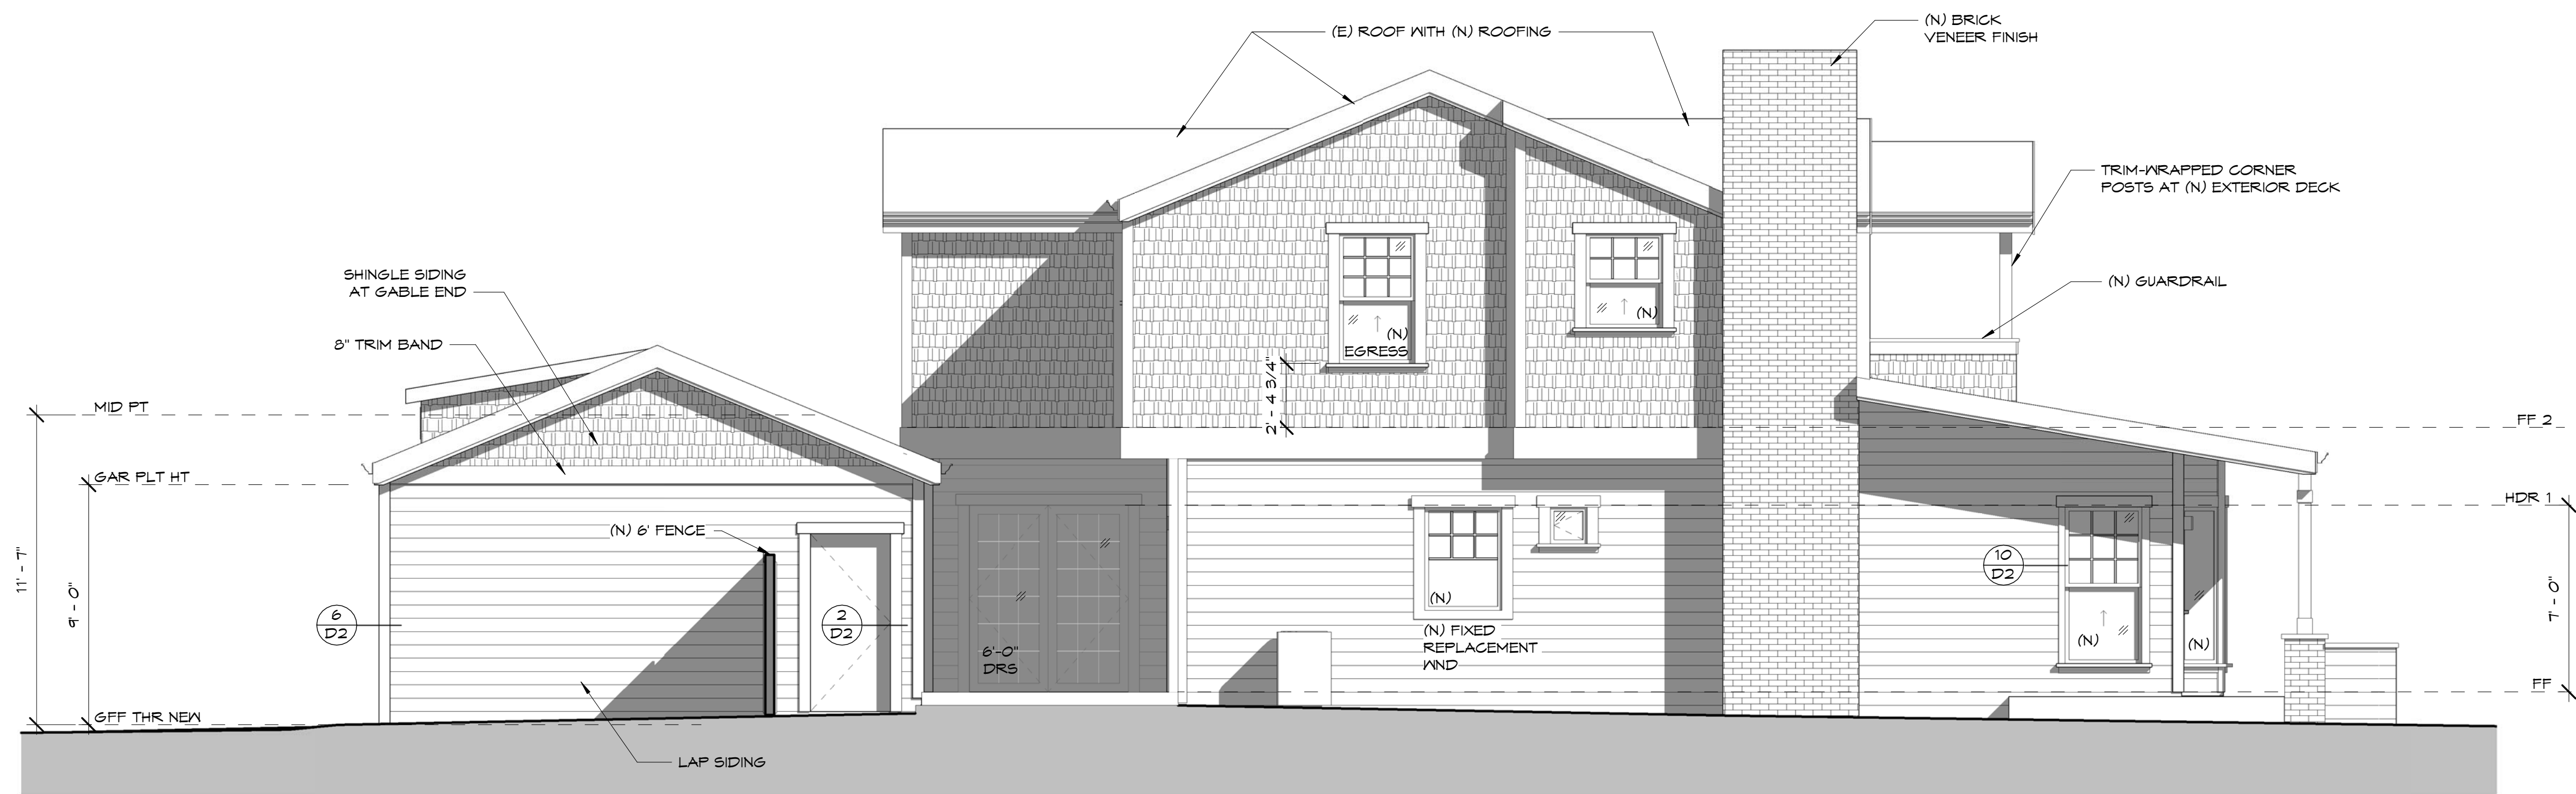 (E) ROOF WITH (N) ROOFING
(N) BRICK
VENEER FINISH
TRIM-WRAPPED CORNER
POSTS AT (N) EXTERIOR DECK
(N) GUARDRAIL
SHINGLE SIDING
AT GABLE END
8" TRIM BAND
(N)
EGRESS
(N)
2' - 4 3/4"
MID PT
FF 2
GAR PLT HT
HDR 1
(N) 6' FENCE
11' - 7"
9' - 0"
6
D2
2
D2
6'-0"
DRS
(N)
(N) FIXED
REPLACEMENT
WND
10
D2
(N)
(N)
7' - 0"
FF
GFF THR NEW
LAP SIDING